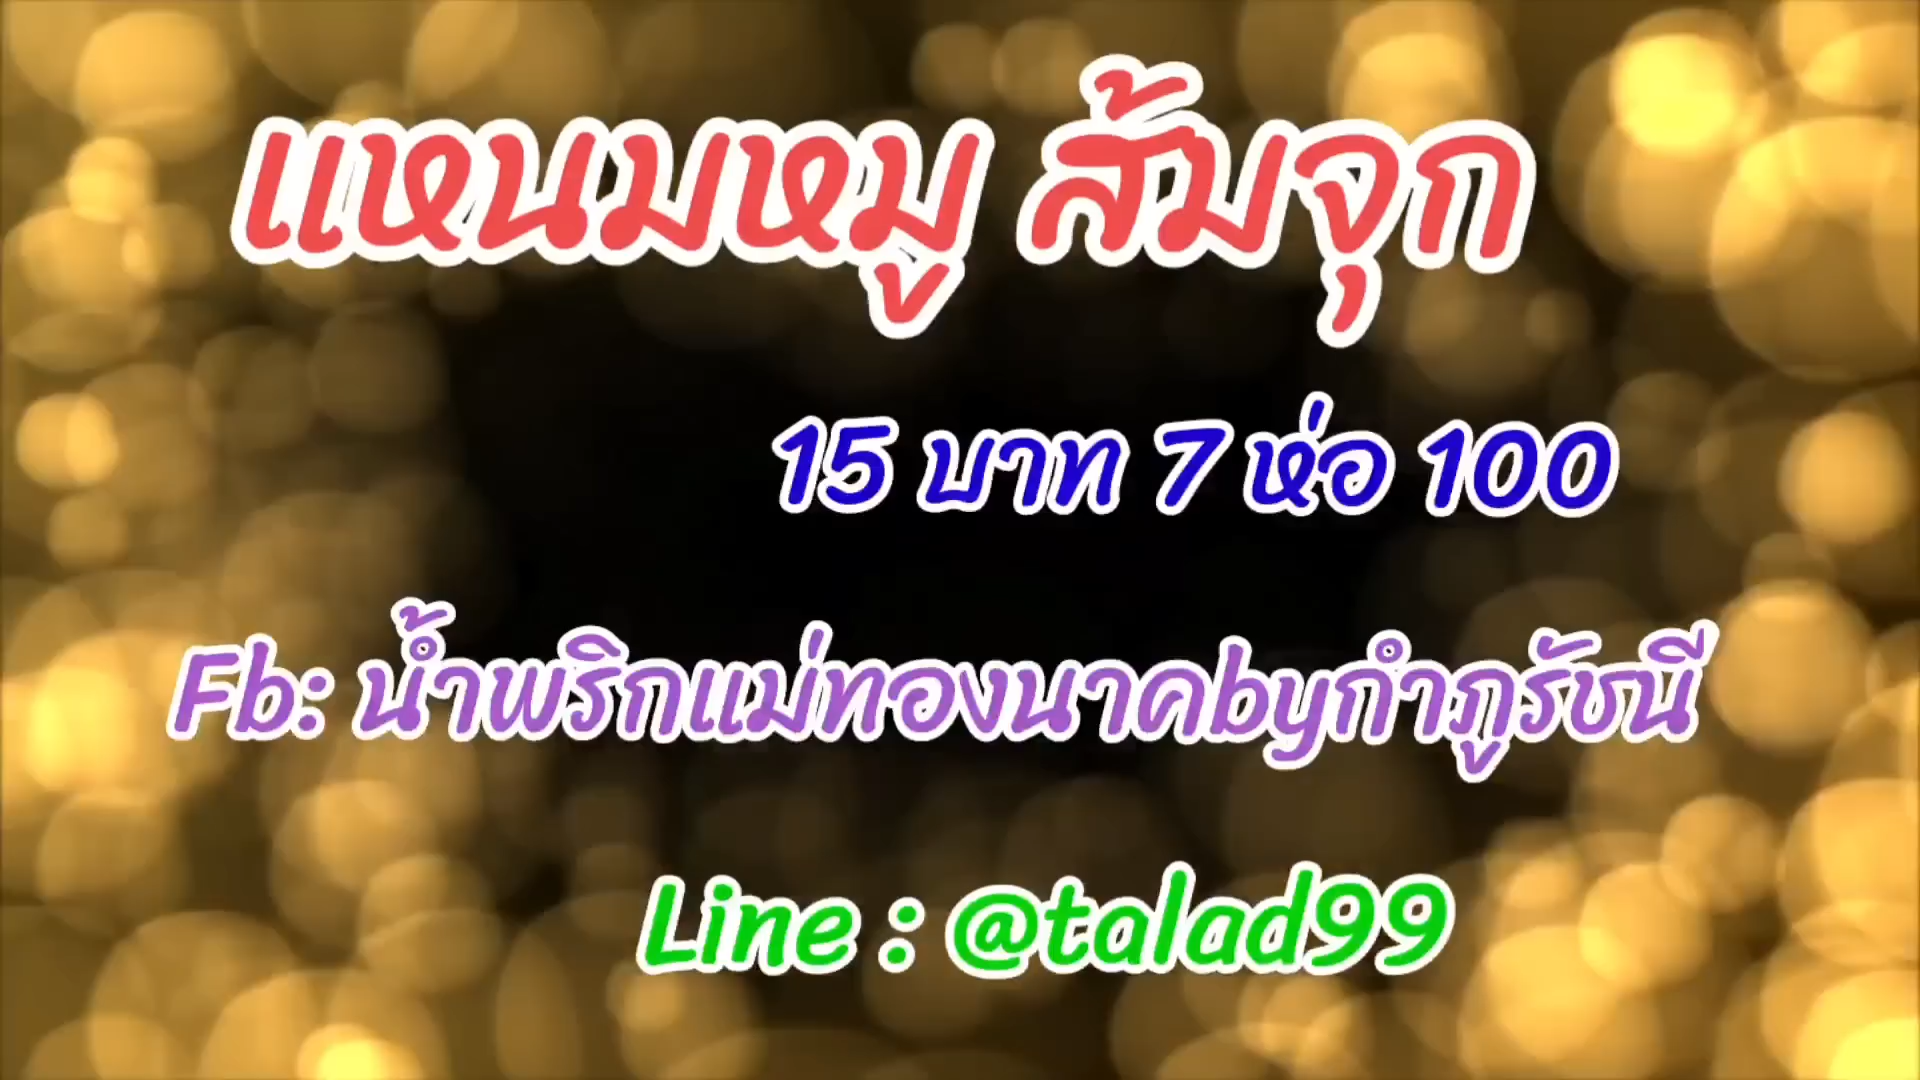 แหนมหมู ส้มจุก
15 บาท 7 ห่อ 100
Fb: น้ำพริกแม่ทองนาคbyกำภูรัชนี
Line : @talad99